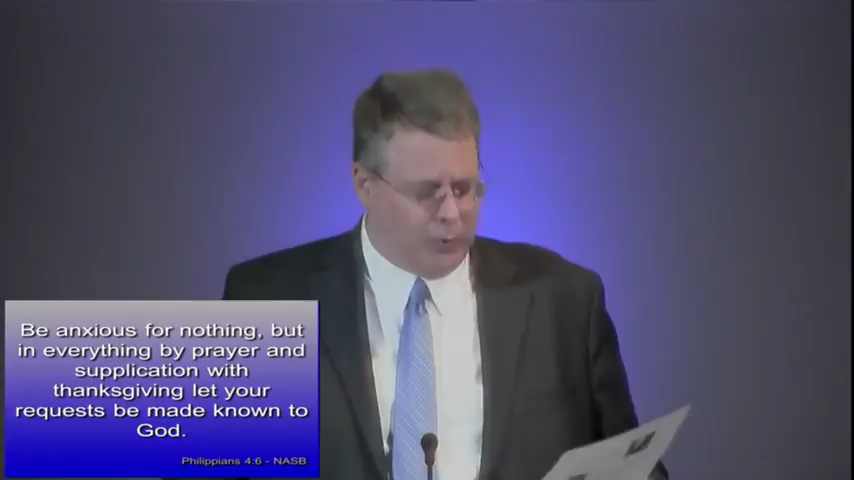 Be anxious for nothing, but
in everything by prayer and
supplication with
thanksgiving let your
requests be made known to
God.
Philippians 4:6 - NASB